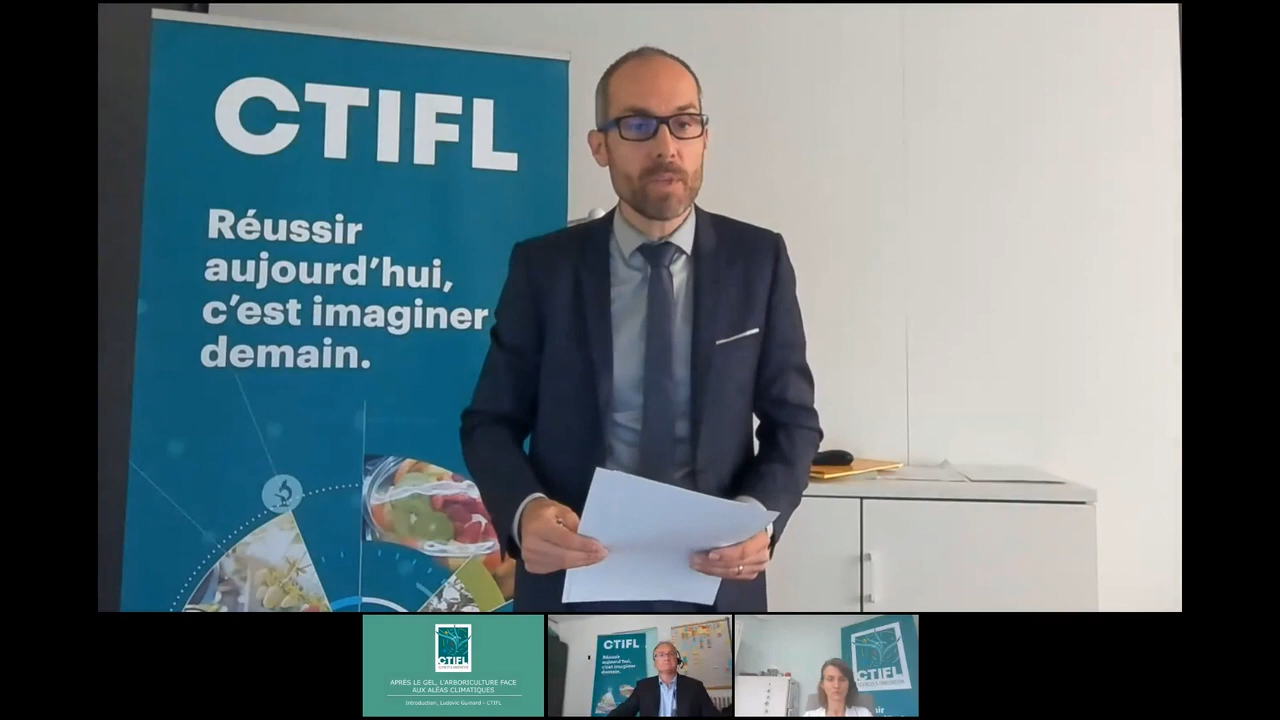 CTIFL
Réussir
aujourd'hui,
c'est imaginer
demain.
CTIFL
APRÈS LE GEL, L'ARBORICULTURE FACE
AUX ALÉAS CLIMATIQUES
Introduction, Ludovic Guinard - CTIFL
CTIFL
Réussir
aujourd'hui,
c'est imaginer
demain.
CTIFL